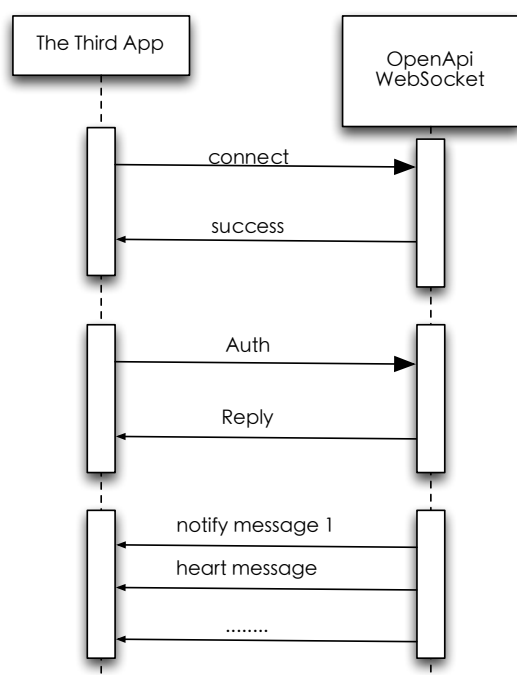 The Third App
OpenApi
WebSocket
connect
success
Auth
Reply
notify message 1
heart message
........